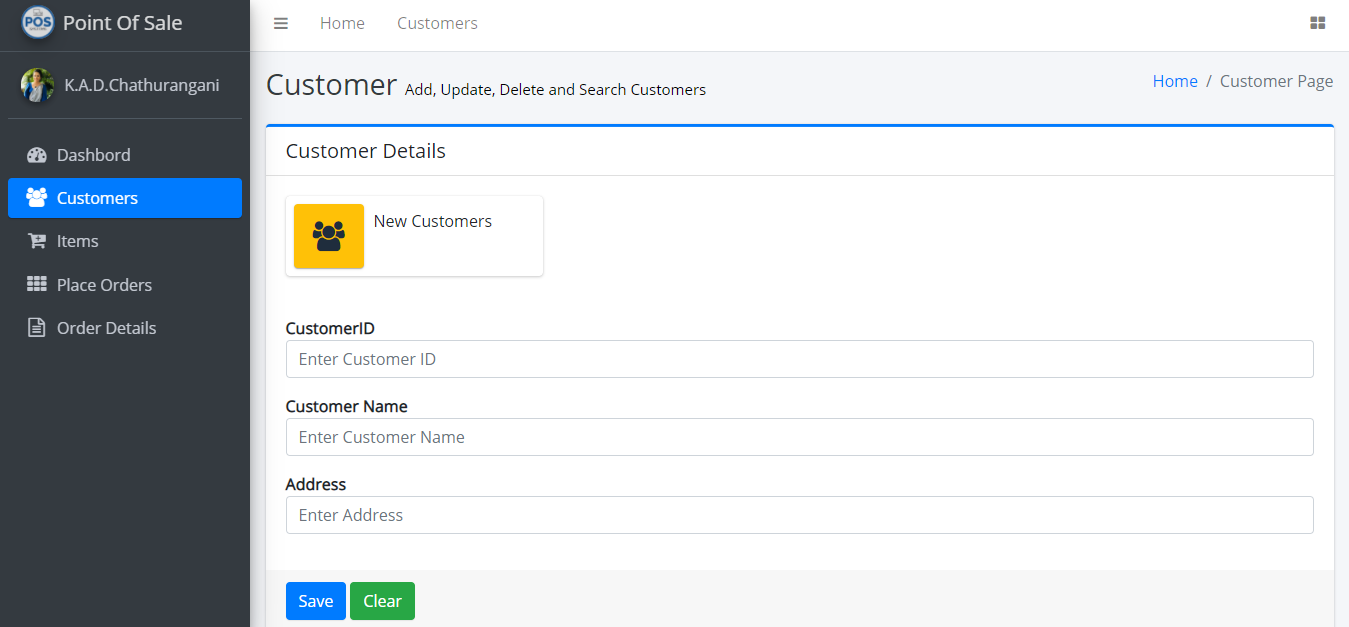 POS
Point Of Sale
Home
Customers
K.A.D.Chathurangani
Customer Add, Update, Delete and Search Customers
Home / Customer Page
Dashbord
Customers
Items
Place Orders
Order Details
Customer Details
New Customers
CustomerID
Enter Customer ID
Customer Name
Enter Customer Name
Address
Enter Address
Save
Clear